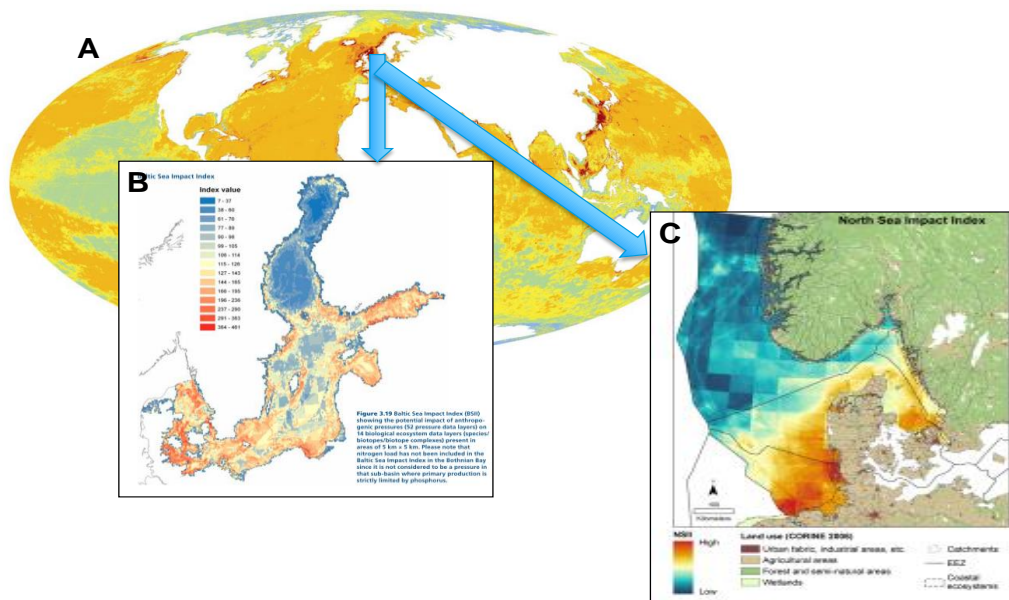 A
B
Baltic Sea Impact Index
Index value
7 - 37
38 - 60
61 - 76
77 - 89
90 - 98
99 - 105
106 - 114
115 - 126
127 - 143
144 - 165
196 - 236
237 - 290
291 - 363
364 - 461
Figure 3.19 Baltic Sea Impact Index (BSII)
showing the potential impact of anthropo-
genic pressures (52 pressure data layers) on
14 biological ecosystem data layers (species/
biotopes/biotope complexes) present in
areas of 5 km × 5 km. Please note that
nitrogen load has not been included in the
Baltic Sea Impact Index in the Bothnian Bay
since it is not considered to be a pressure in
that sub-basin where primary production is
strictly limited by phosphorus.
C
North Sea Impact Index
Kilometers
NSII
High
Low
Land use (CORINE 2006)
Urban fabric, industrial areas, etc.
Agricultural areas
Forest and semi-natural areas
Wetlands
Catchments
EEZ
Coastal
ecosystems